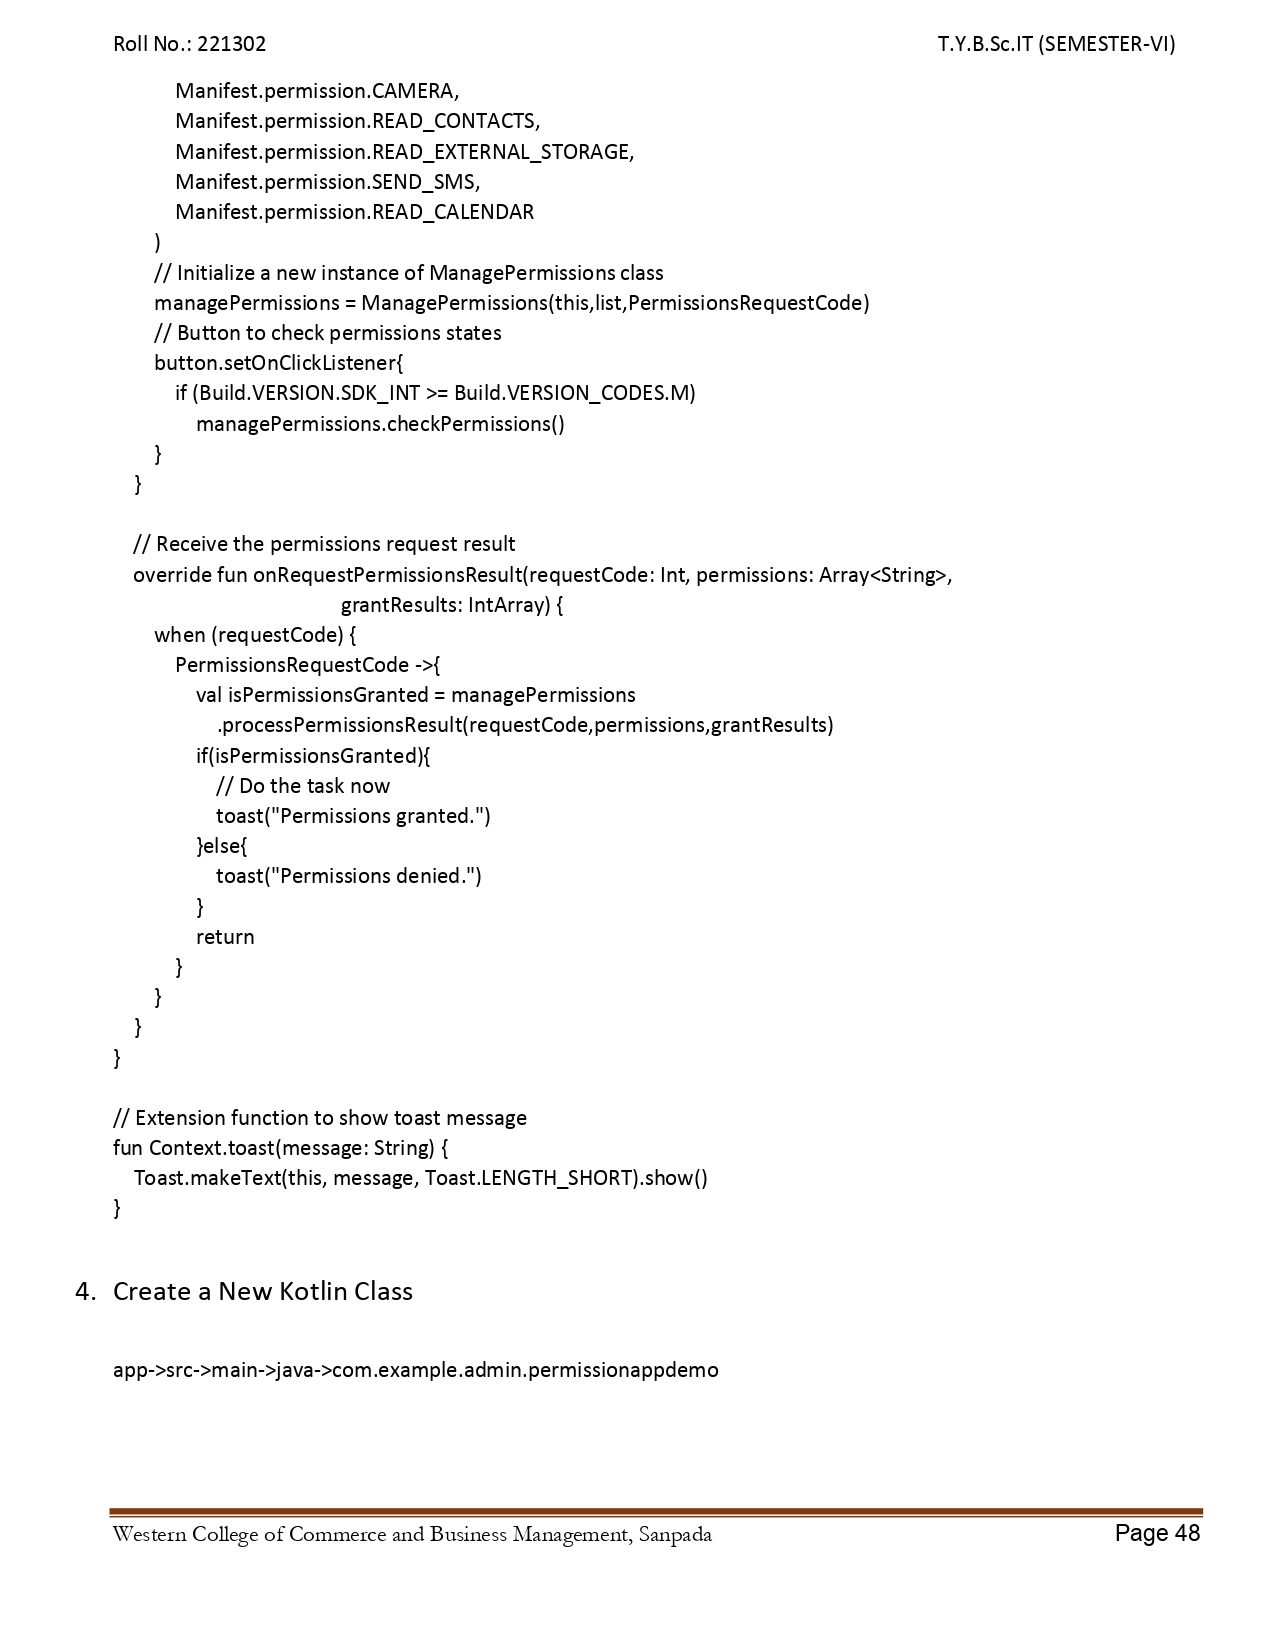 Roll No.: 221302 T.Y.B.Sc.IT (SEMESTER-VI)
Manifest.permission.CAMERA,
Manifest.permission.READ_CONTACTS,
Manifest.permission.READ_EXTERNAL_STORAGE,
Manifest.permission.SEND_SMS,
Manifest.permission.READ_CALENDAR
)
// Initialize a new instance of ManagePermissions class
managePermissions = ManagePermissions(this,list,PermissionsRequestCode)
// Button to check permissions states
button.setOnClickListener{
if (Build.VERSION.SDK_INT >= Build.VERSION_CODES.M)
managePermissions.checkPermissions()
}
}
// Receive the permissions request result
override fun onRequestPermissionsResult(requestCode: Int, permissions: Array<String>,
grantResults: IntArray) {
when (requestCode) {
PermissionsRequestCode ->{
val isPermissionsGranted = managePermissions
.processPermissionsResult(requestCode,permissions,grantResults)
if(isPermissionsGranted){
// Do the task now
toast("Permissions granted.")
}else{
toast("Permissions denied.")
}
return
}
}
}
}
// Extension function to show toast message
fun Context.toast(message: String) {
Toast.makeText(this, message, Toast.LENGTH_SHORT).show()
}
4. Create a New Kotlin Class
app->src->main->java->com.example.admin.permissionappdemo
Western College of Commerce and Business Management, Sanpada Page 48